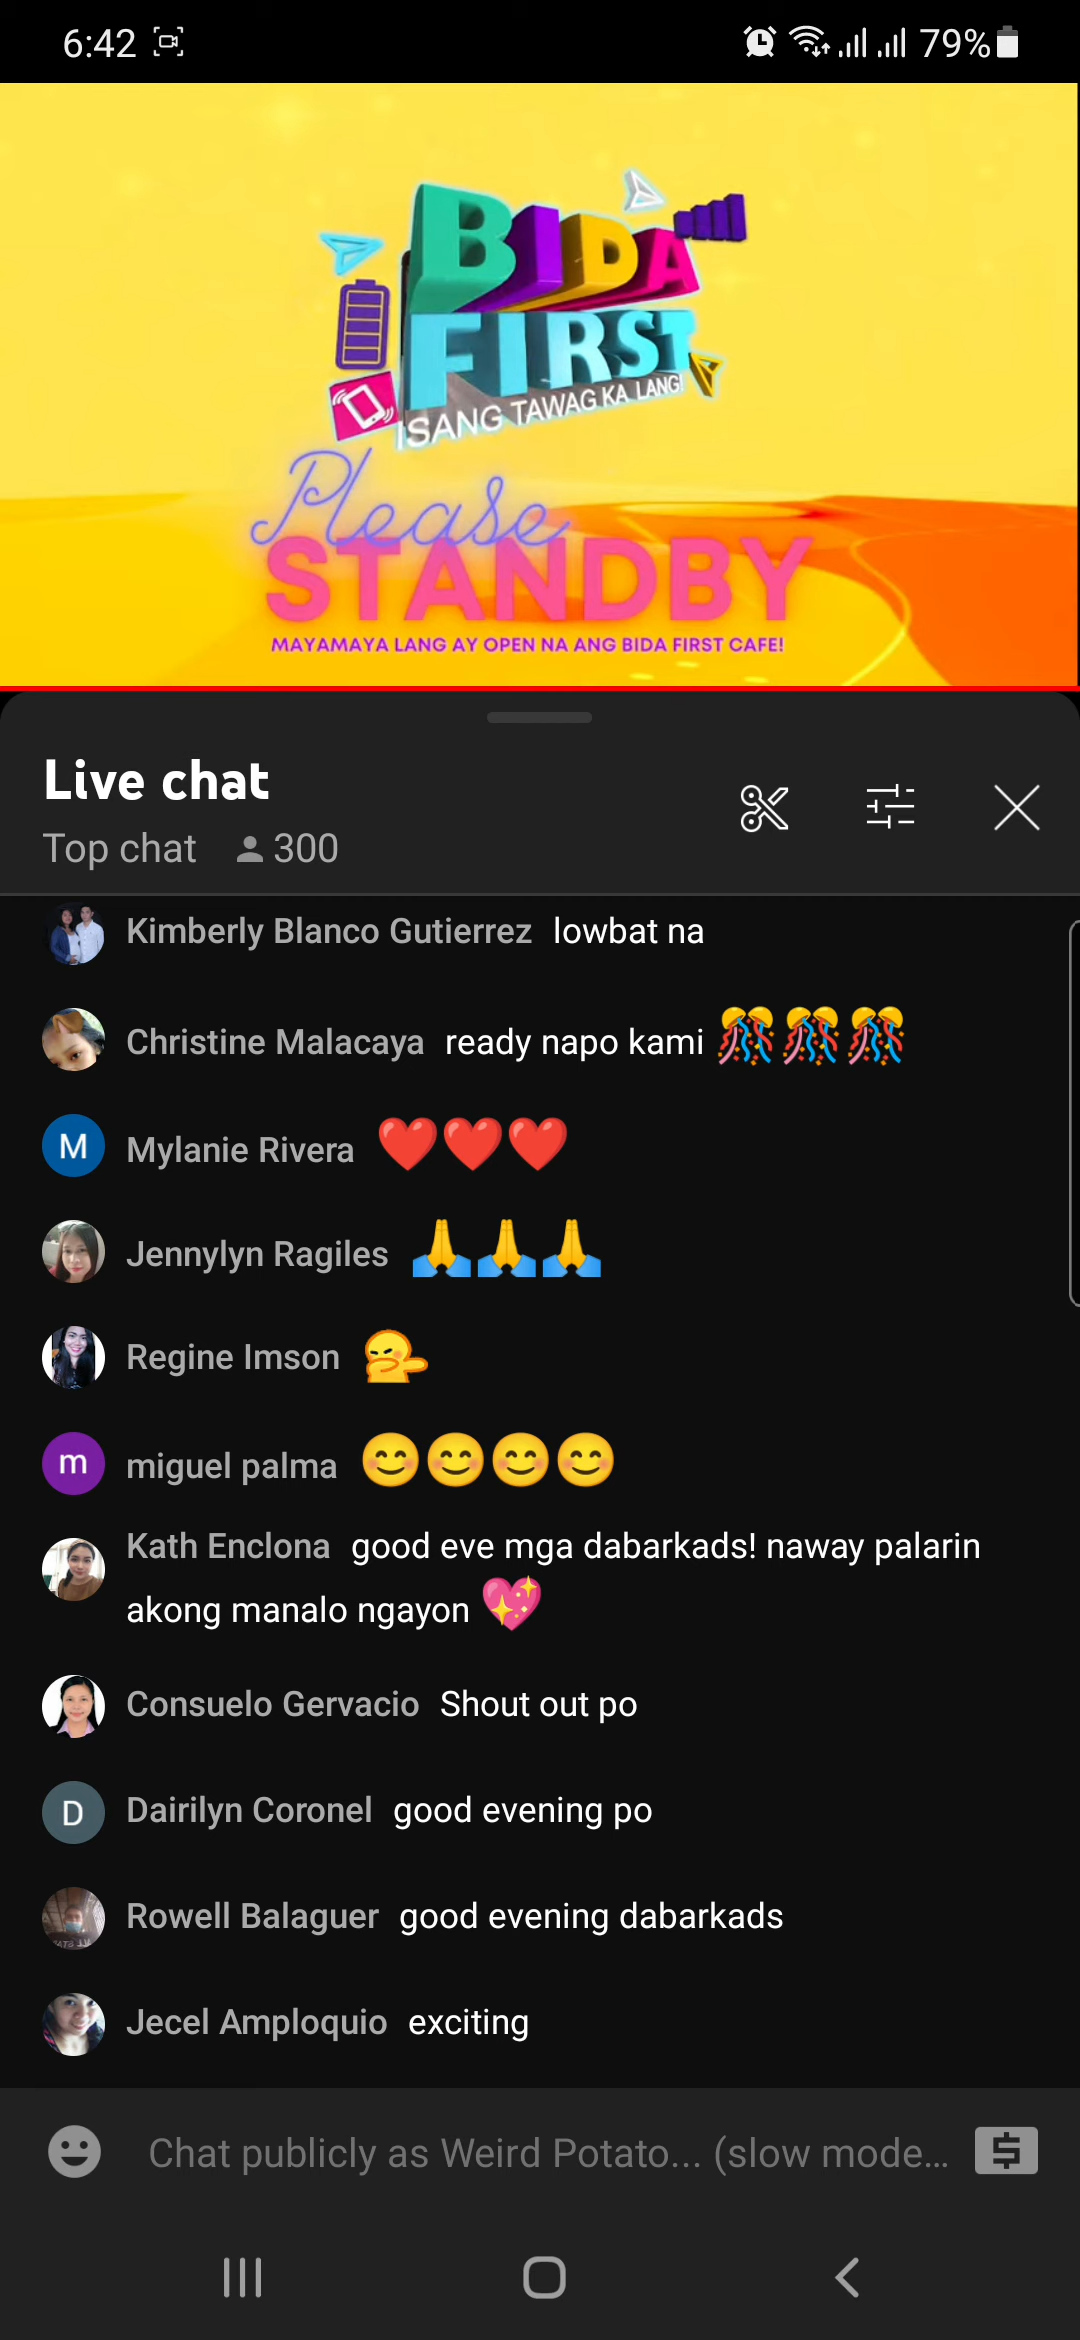 6:42
79%
BIDA
FIRST
ISANG TAWAG KA LANG!
Please
STANDBY
MAYAMAYA LANG AY OPEN NA ANG BIDA FIRST CAFE!
Live chat
Top chat 300
Kimberly Blanco Gutierrez lowbat na
Christine Malacaya ready napo kami 🎊🎊🎊
M Mylanie Rivera ❤️❤️❤️
Jennylyn Ragiles 🙏🙏🙏
Regine Imson
m miguel palma 😊😊😊😊
Kath Enclona good eve mga dabarkads! naway palarin
akong manalo ngayon 💖
Consuelo Gervacio Shout out po
D Dairilyn Coronel good evening po
Rowell Balaguer good evening dabarkads
Jecel Amploquio exciting
Chat publicly as Weird Potato... (slow mode...